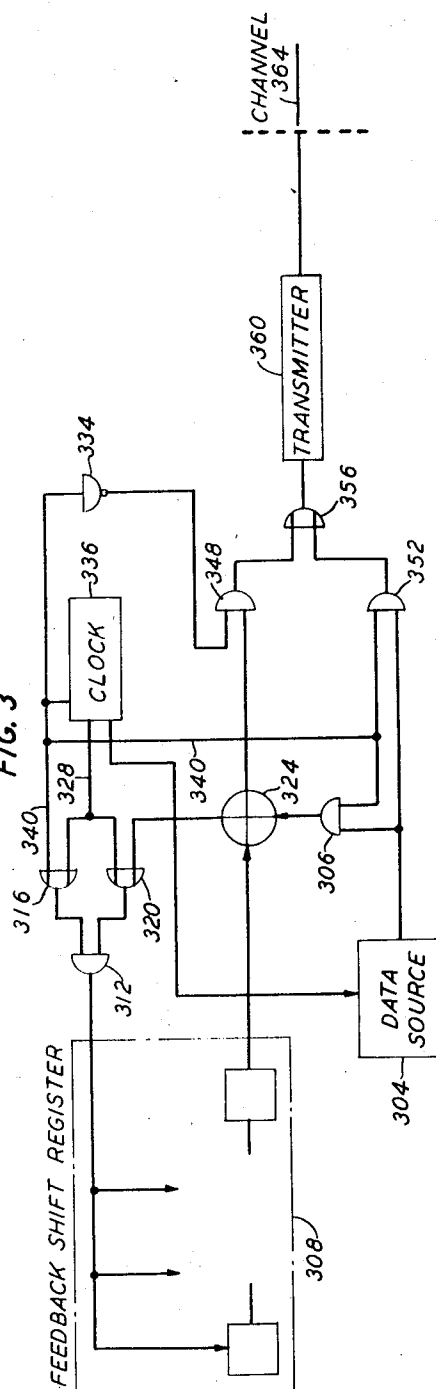 FIG. 3
FEEDBACK SHIFT REGISTER
308
312
316
320
340
328
CLOCK
336
334
340
324
306
DATA
SOURCE
304
348
352
356
TRANSMITTER
360
CHANNEL
364